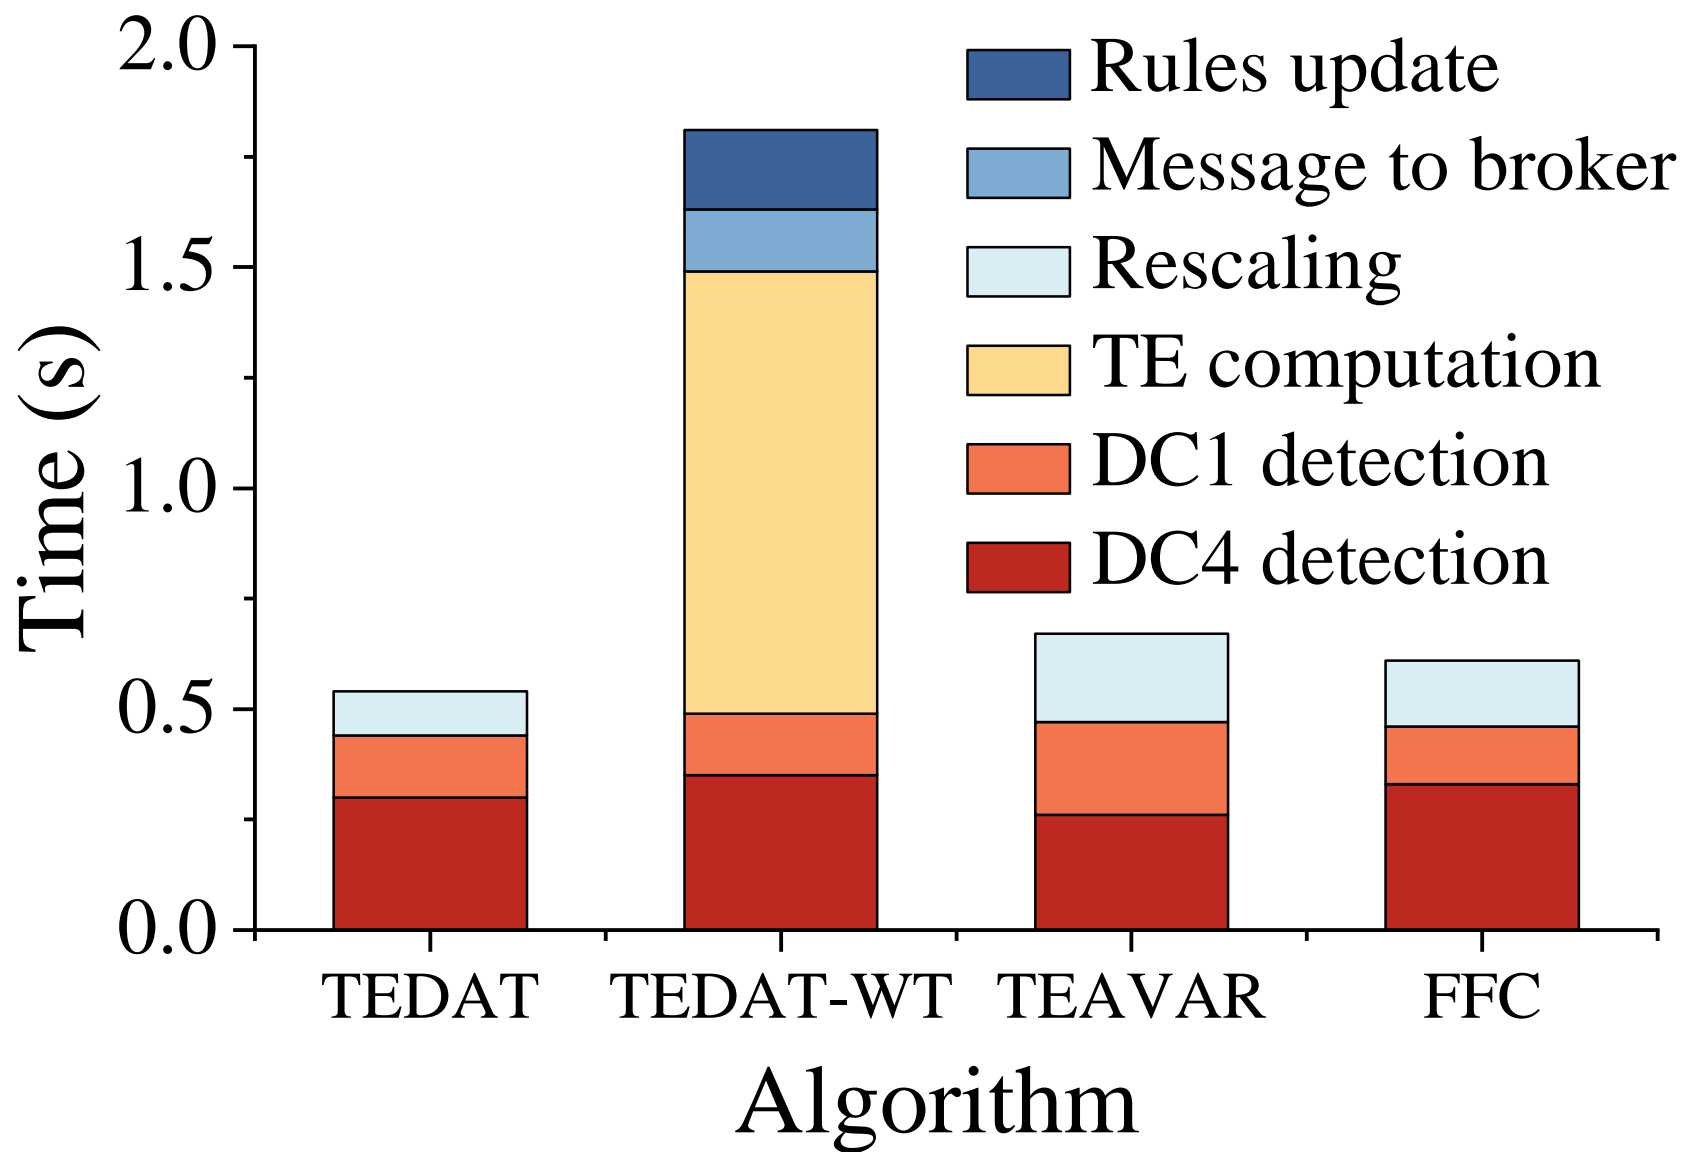 2.0
1.5
1.0
0.5
0.0
Time (s)
Rules update
Message to broker
Rescaling
TE computation
DC1 detection
DC4 detection
TEDAT TEDAT-WT TEAVAR FFC
Algorithm